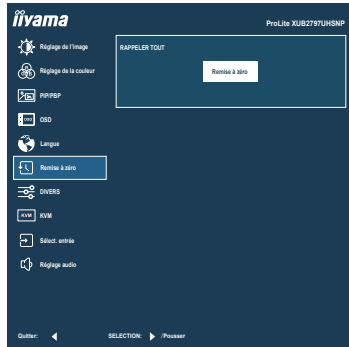 iiyama
ProLite XUB2797UHSNP
Réglage de l'image
RAPPELER TOUT
Remise à zéro
Réglage de la couleur
PIP/PBP
OSD
OSD
Langue
Remise à zéro
DIVERS
KVM
KVM
Sélect. entrée
Réglage audio
Quitter:
SELECTION:
/Pousser